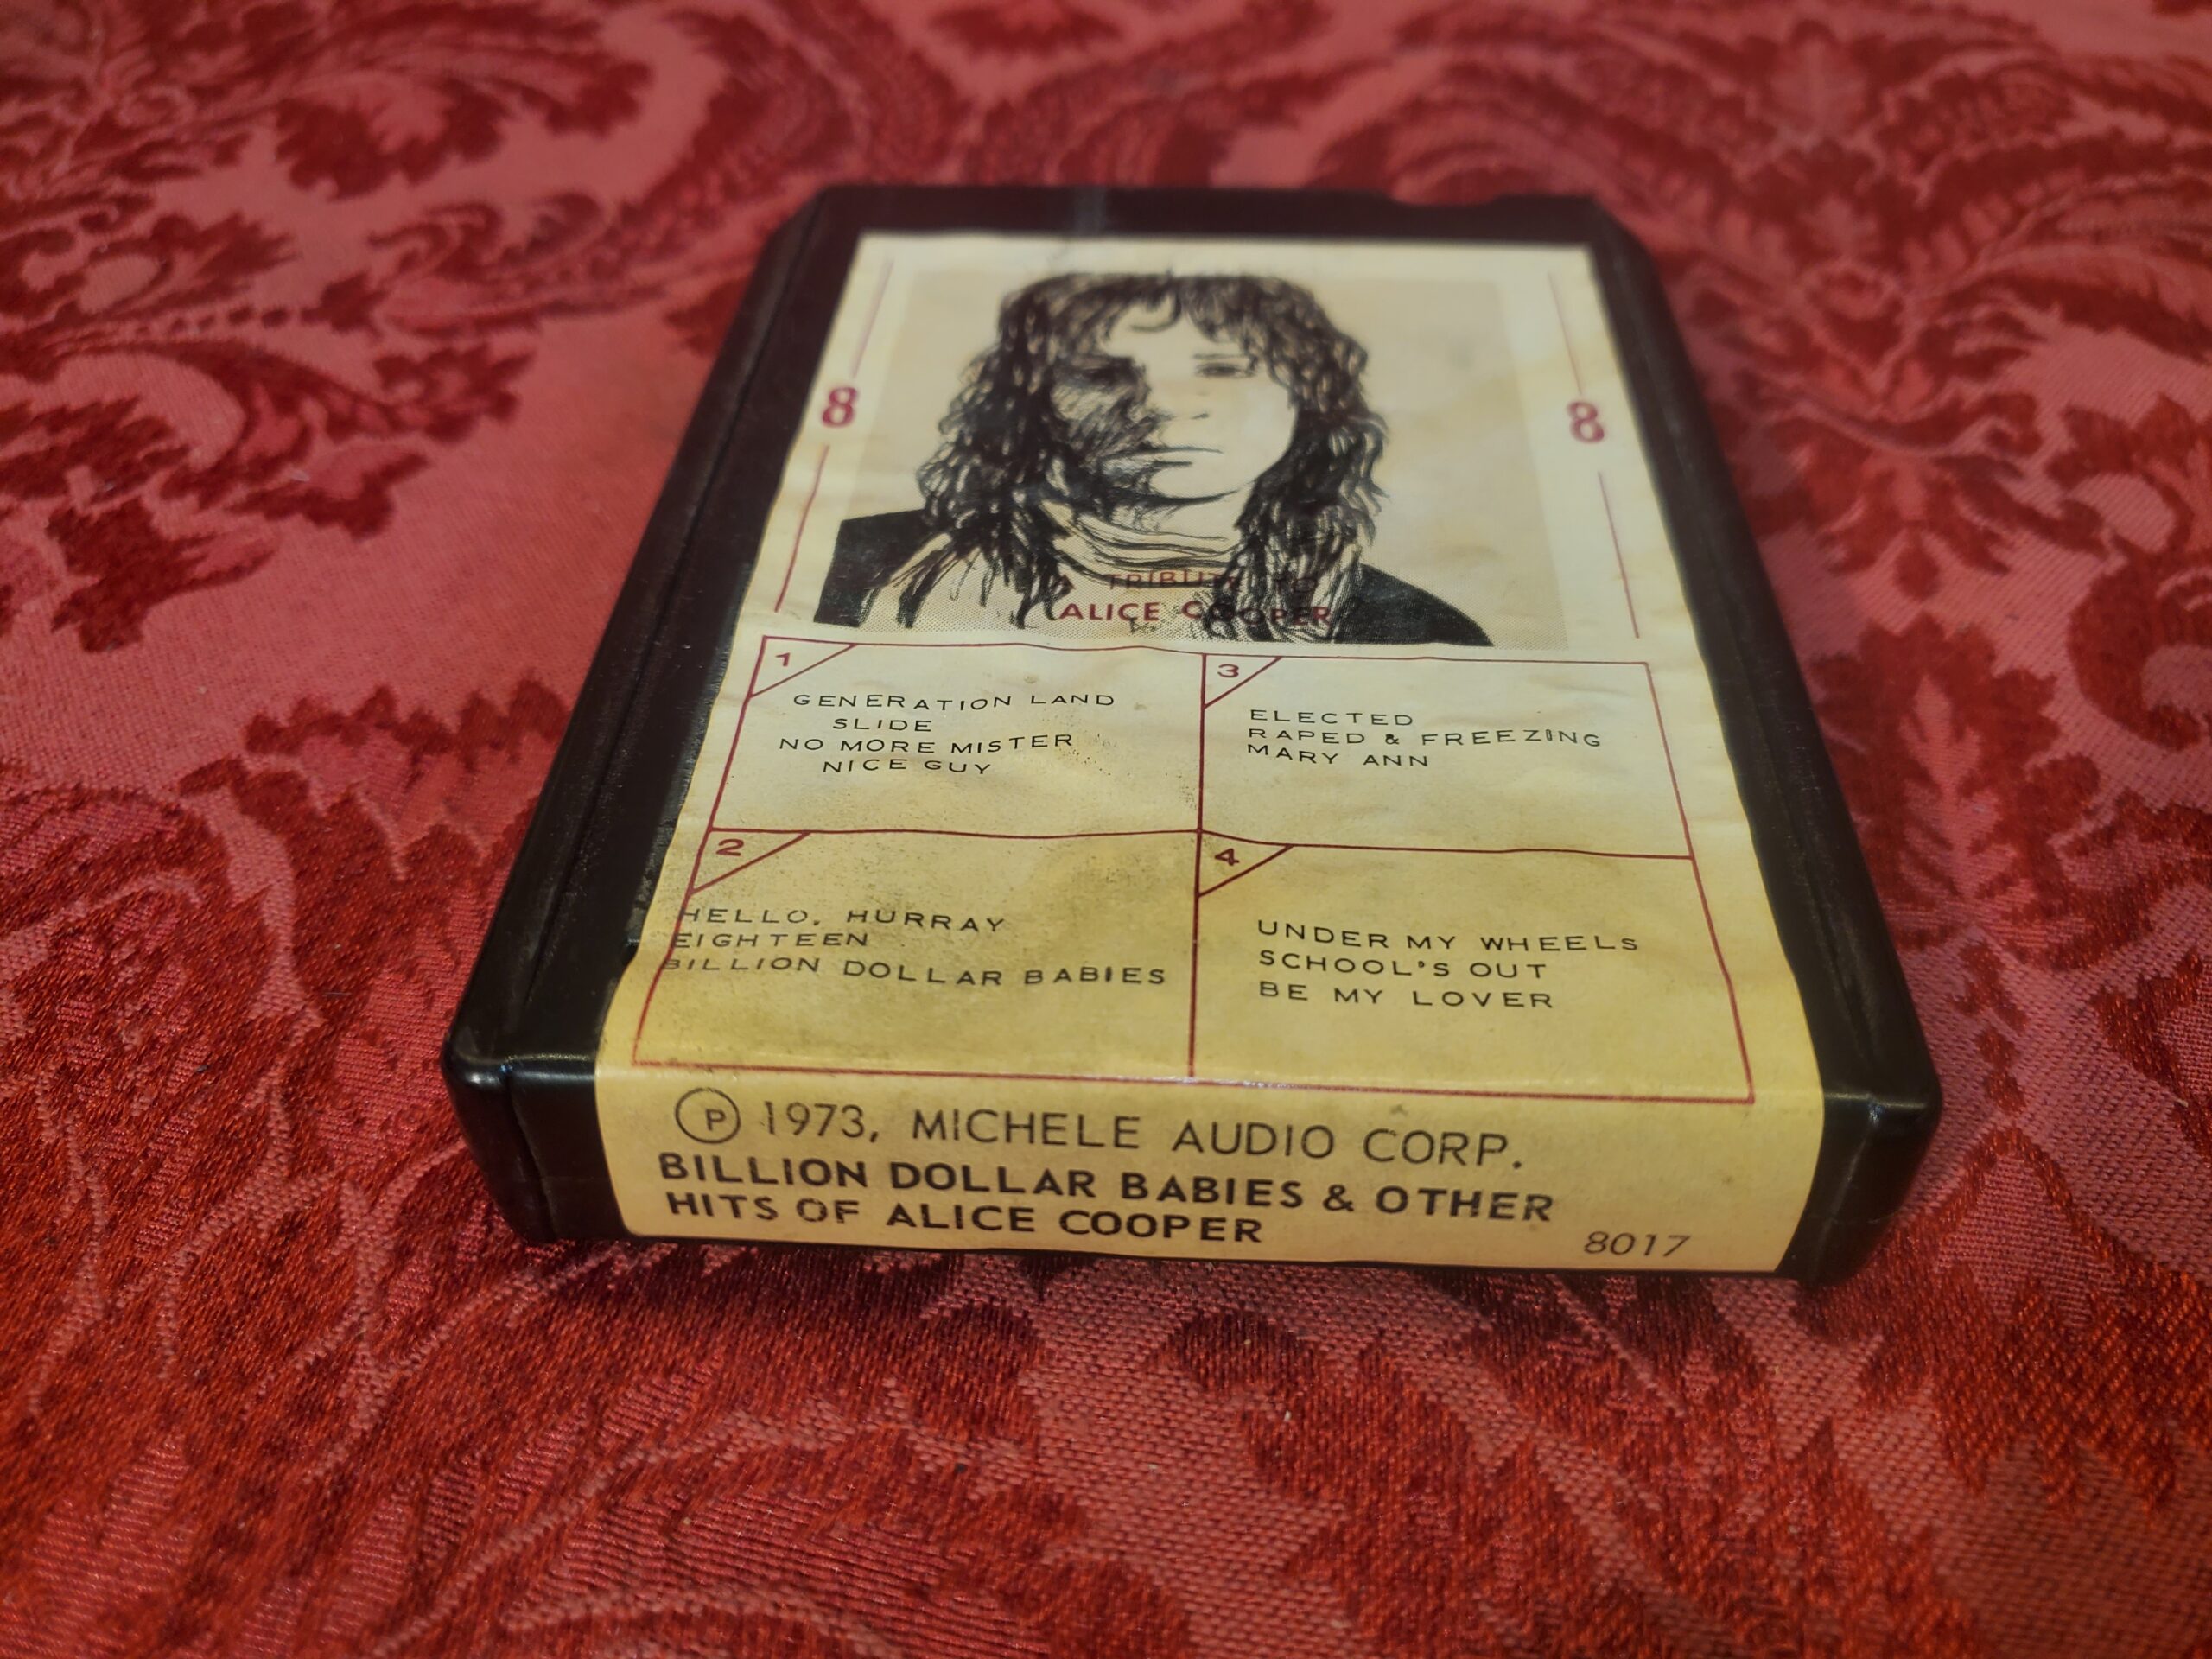 8
8
A TRIBUTE TO
ALICE COOPER
1
GENERATION LAND
SLIDE
NO MORE MISTER
NICE GUY
2
HELLO, HURRAY
EIGHTEEN
BILLION DOLLAR BABIES
3
ELECTED
RAPED & FREEZING
MARY ANN
4
UNDER MY WHEELS
SCHOOL'S OUT
BE MY LOVER
Ⓟ 1973, MICHELE AUDIO CORP.
BILLION DOLLAR BABIES & OTHER
HITS OF ALICE COOPER
8017